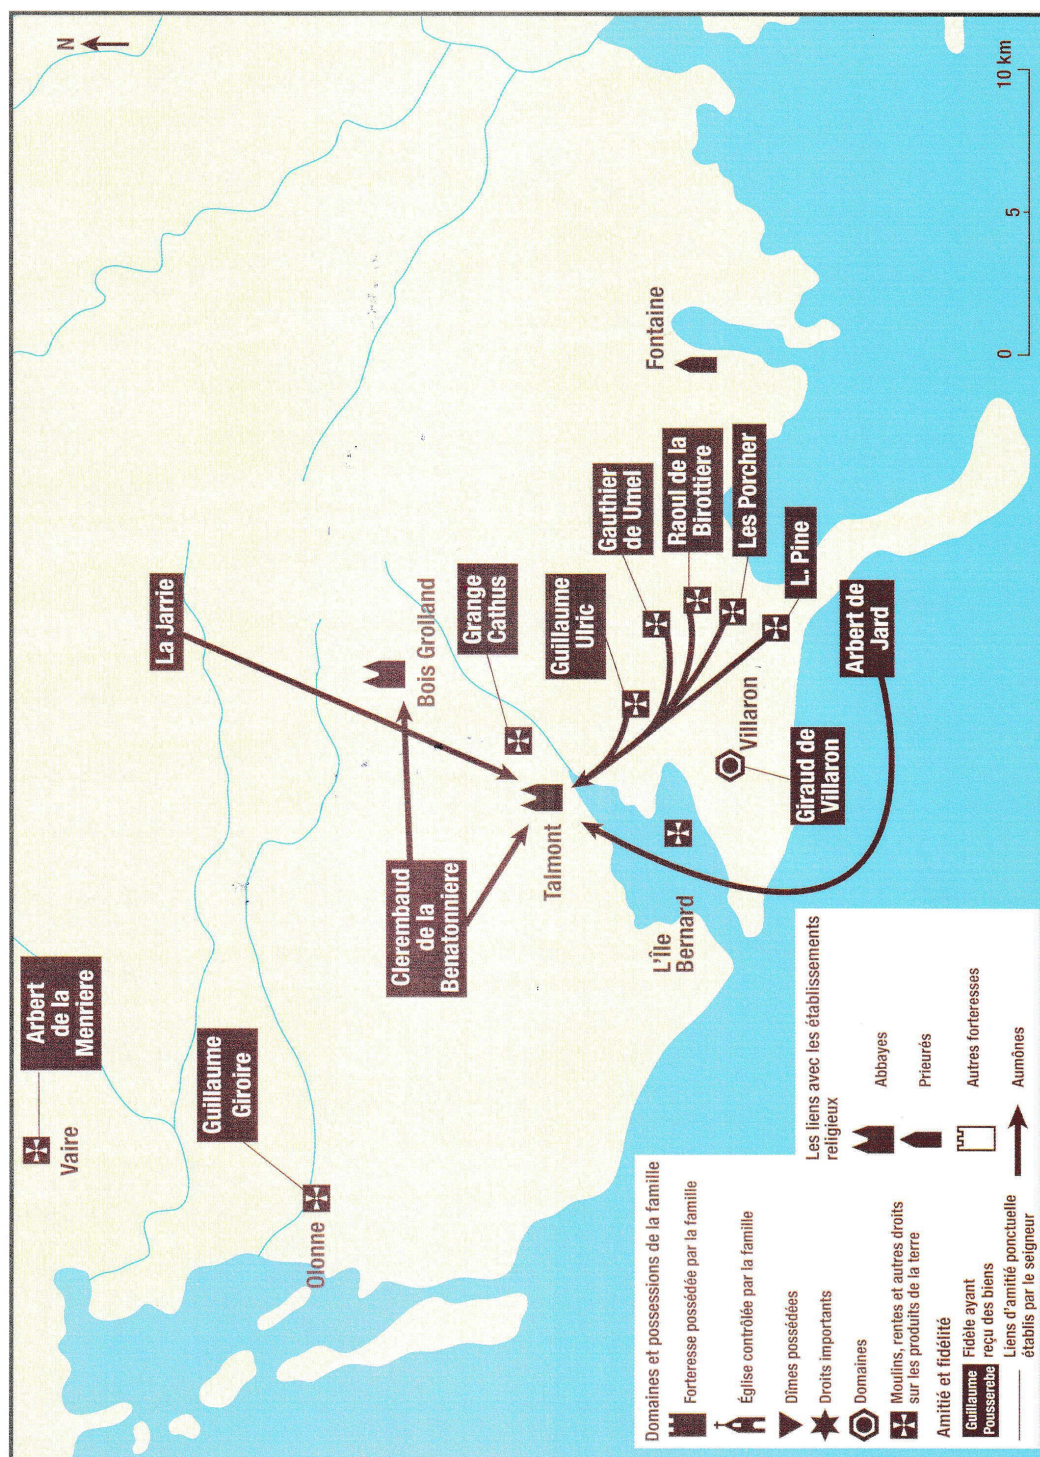 N
Arbert
de la
Menriere
Vaire
Guillaume
Giroire
Olonne
La Jarrie
Clerembaud
de la
Benatonniere
Bois Grolland
Grange
Cathus
Talmont
Guillaume
Ulric
Gauthier
de Umel
Raoul de la
Birottiere
Les Porcher
L. Pine
Fontaine
L'Île
Bernard
Villaron
Giraud de
Villaron
Arbert de
Jard
0
5
10 km
Domaines et possessions de la famille
Forteresse possédée par la famille
Église contrôlée par la famille
Dîmes possédées
Droits importants
Domaines
Moulins, rentes et autres droits
sur les produits de la terre
Amitié et fidélité
Guillaume
Pousserebe
Fidèle ayant
reçu des biens
Liens d'amitié ponctuelle
établis par le seigneur
Les liens avec les établissements
religieux
Abbayes
Prieurés
Autres forteresses
Aumônes